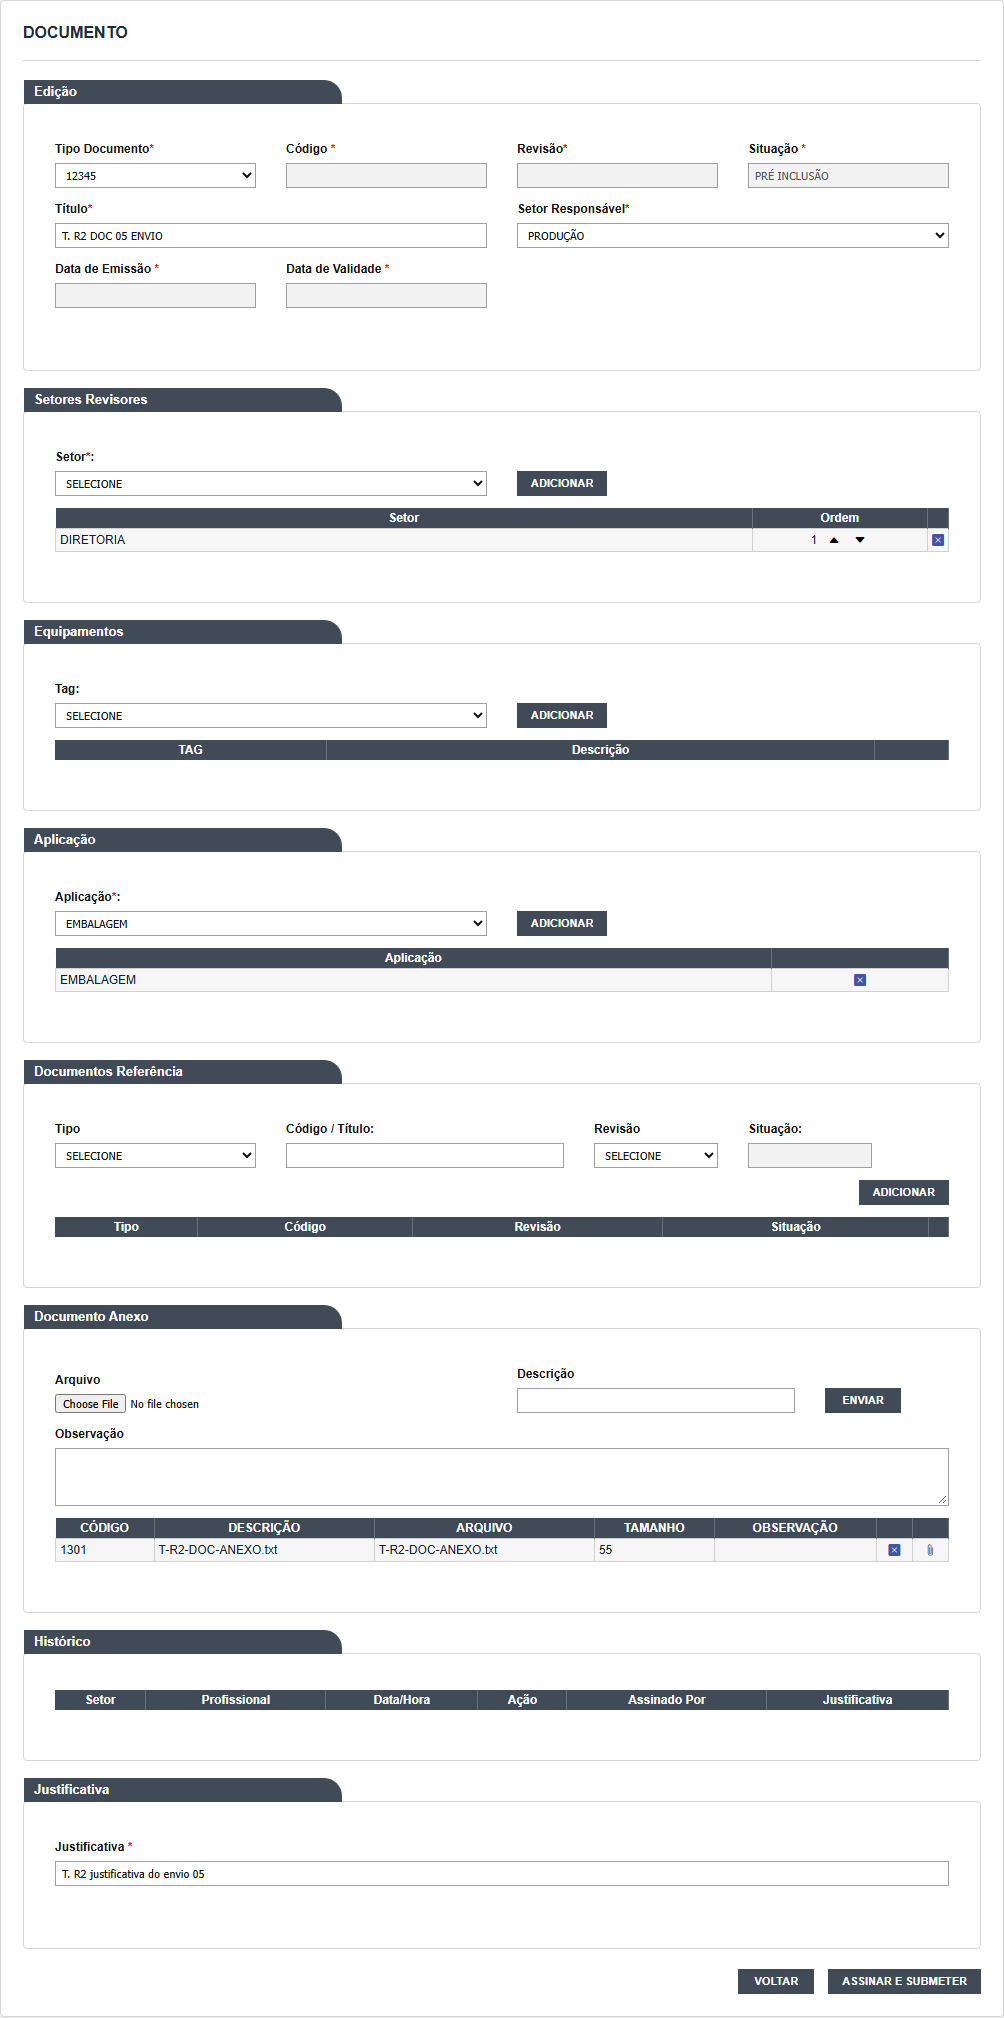 DOCUMENTO
Edição
Tipo Documento* Código * Revisão* Situação *
12345 PRÉ INCLUSÃO
Título* Setor Responsável*
T. R2 DOC 05 ENVIO PRODUÇÃO
Data de Emissão * Data de Validade *
Setores Revisores
Setor*:
SELECIONE ADICIONAR
Setor Ordem
DIRETORIA 1
Equipamentos
Tag:
SELECIONE ADICIONAR
TAG Descrição
Aplicação
Aplicação*:
EMBALAGEM ADICIONAR
Aplicação
EMBALAGEM
Documentos Referência
Tipo Código / Título: Revisão Situação:
SELECIONE SELECIONE
ADICIONAR
Tipo Código Revisão Situação
Documento Anexo
Arquivo Descrição
Choose File No file chosen ENVIAR
Observação
CÓDIGO DESCRIÇÃO ARQUIVO TAMANHO OBSERVAÇÃO
1301 T-R2-DOC-ANEXO.txt T-R2-DOC-ANEXO.txt 55
Histórico
Setor Profissional Data/Hora Ação Assinado Por Justificativa
Justificativa
Justificativa *
T. R2 justificativa do envio 05
VOLTAR ASSINAR E SUBMETER